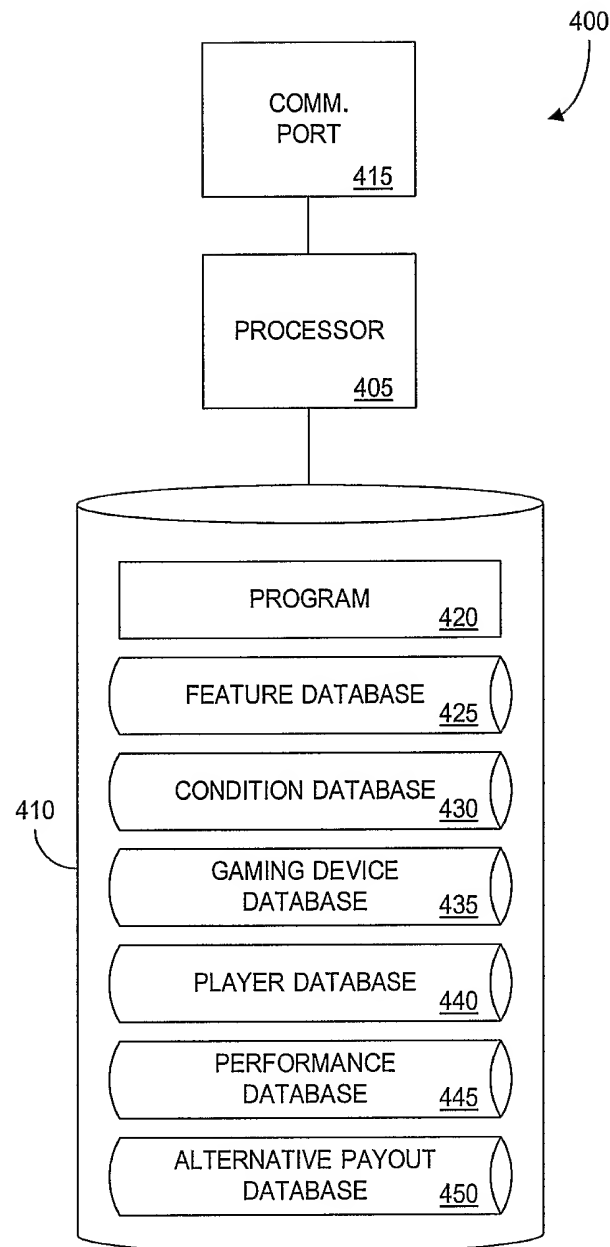 400
COMM.
PORT
415
PROCESSOR
405
PROGRAM
420
FEATURE DATABASE
425
CONDITION DATABASE
430
410
GAMING DEVICE
DATABASE
435
PLAYER DATABASE
440
PERFORMANCE
DATABASE
445
ALTERNATIVE PAYOUT
DATABASE
450